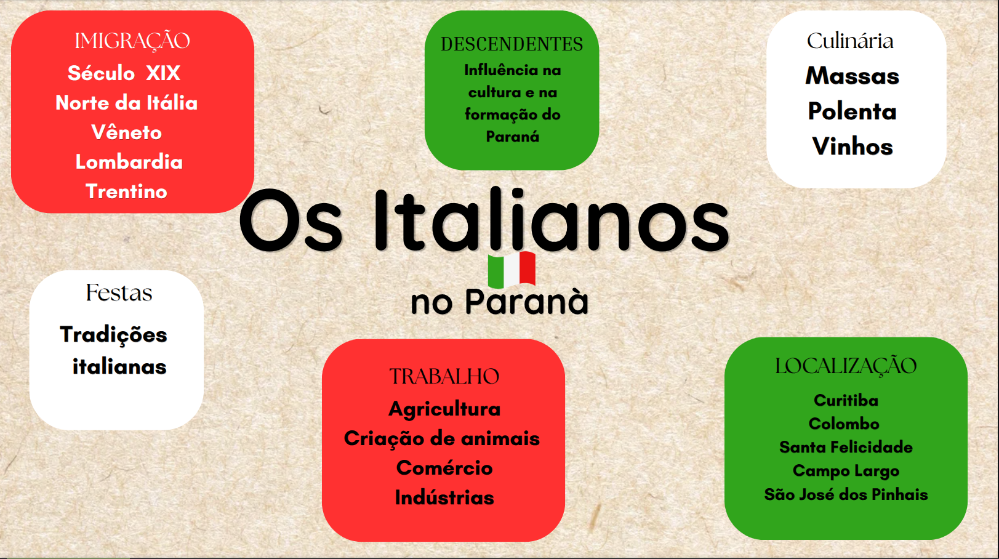 IMIGRAÇÃO
Século XIX
Norte da Itália
Vêneto
Lombardia
Trentino
DESCENDENTES
Influência na
cultura e na
formação do
Paraná
Culinária
Massas
Polenta
Vinhos
Os Italianos
no Paranà
Festas
Tradições
italianas
TRABALHO
Agricultura
Criação de animais
Comércio
Indústrias
LOCALIZAÇÃO
Curitiba
Colombo
Santa Felicidade
Campo Largo
São José dos Pinhais